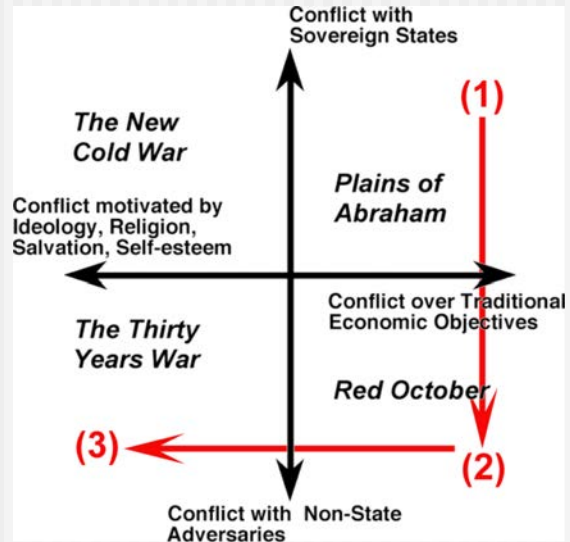 Conflict with
Sovereign States
(1)
The New
Cold War
Plains of
Abraham
Conflict motivated by
Ideology, Religion,
Salvation, Self-esteem
Conflict over Traditional
Economic Objectives
The Thirty
Years War
Red October
(3)
(2)
Conflict with Non-State
Adversaries